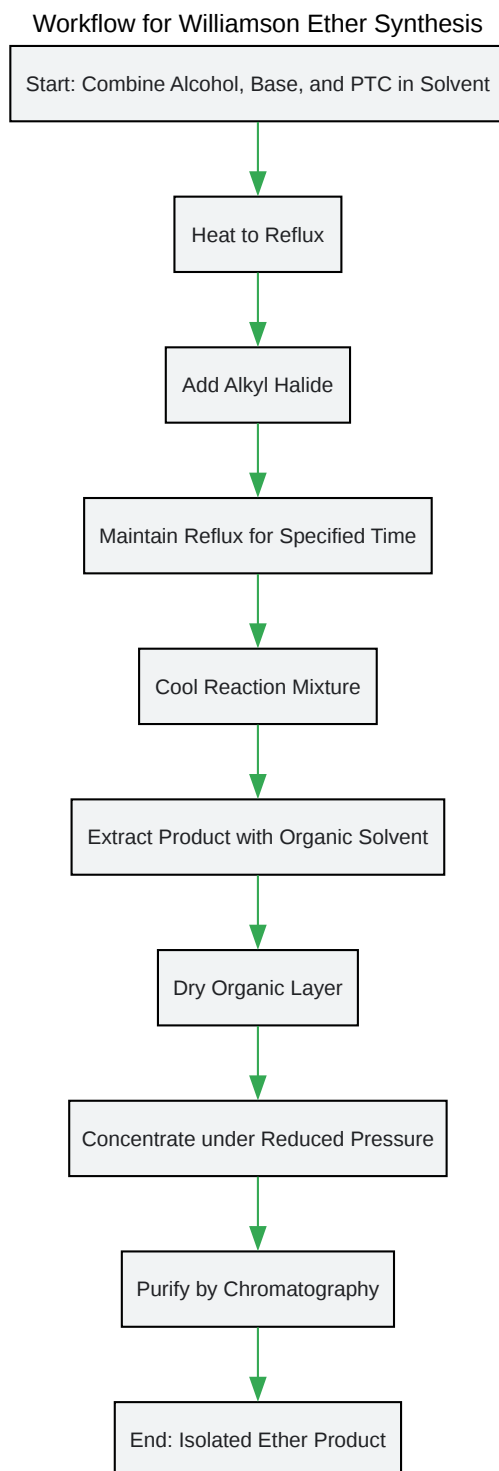 Workflow for Williamson Ether Synthesis
Start: Combine Alcohol, Base, and PTC in Solvent
Heat to Reflux
Add Alkyl Halide
Maintain Reflux for Specified Time
Cool Reaction Mixture
Extract Product with Organic Solvent
Dry Organic Layer
Concentrate under Reduced Pressure
Purify by Chromatography
End: Isolated Ether Product